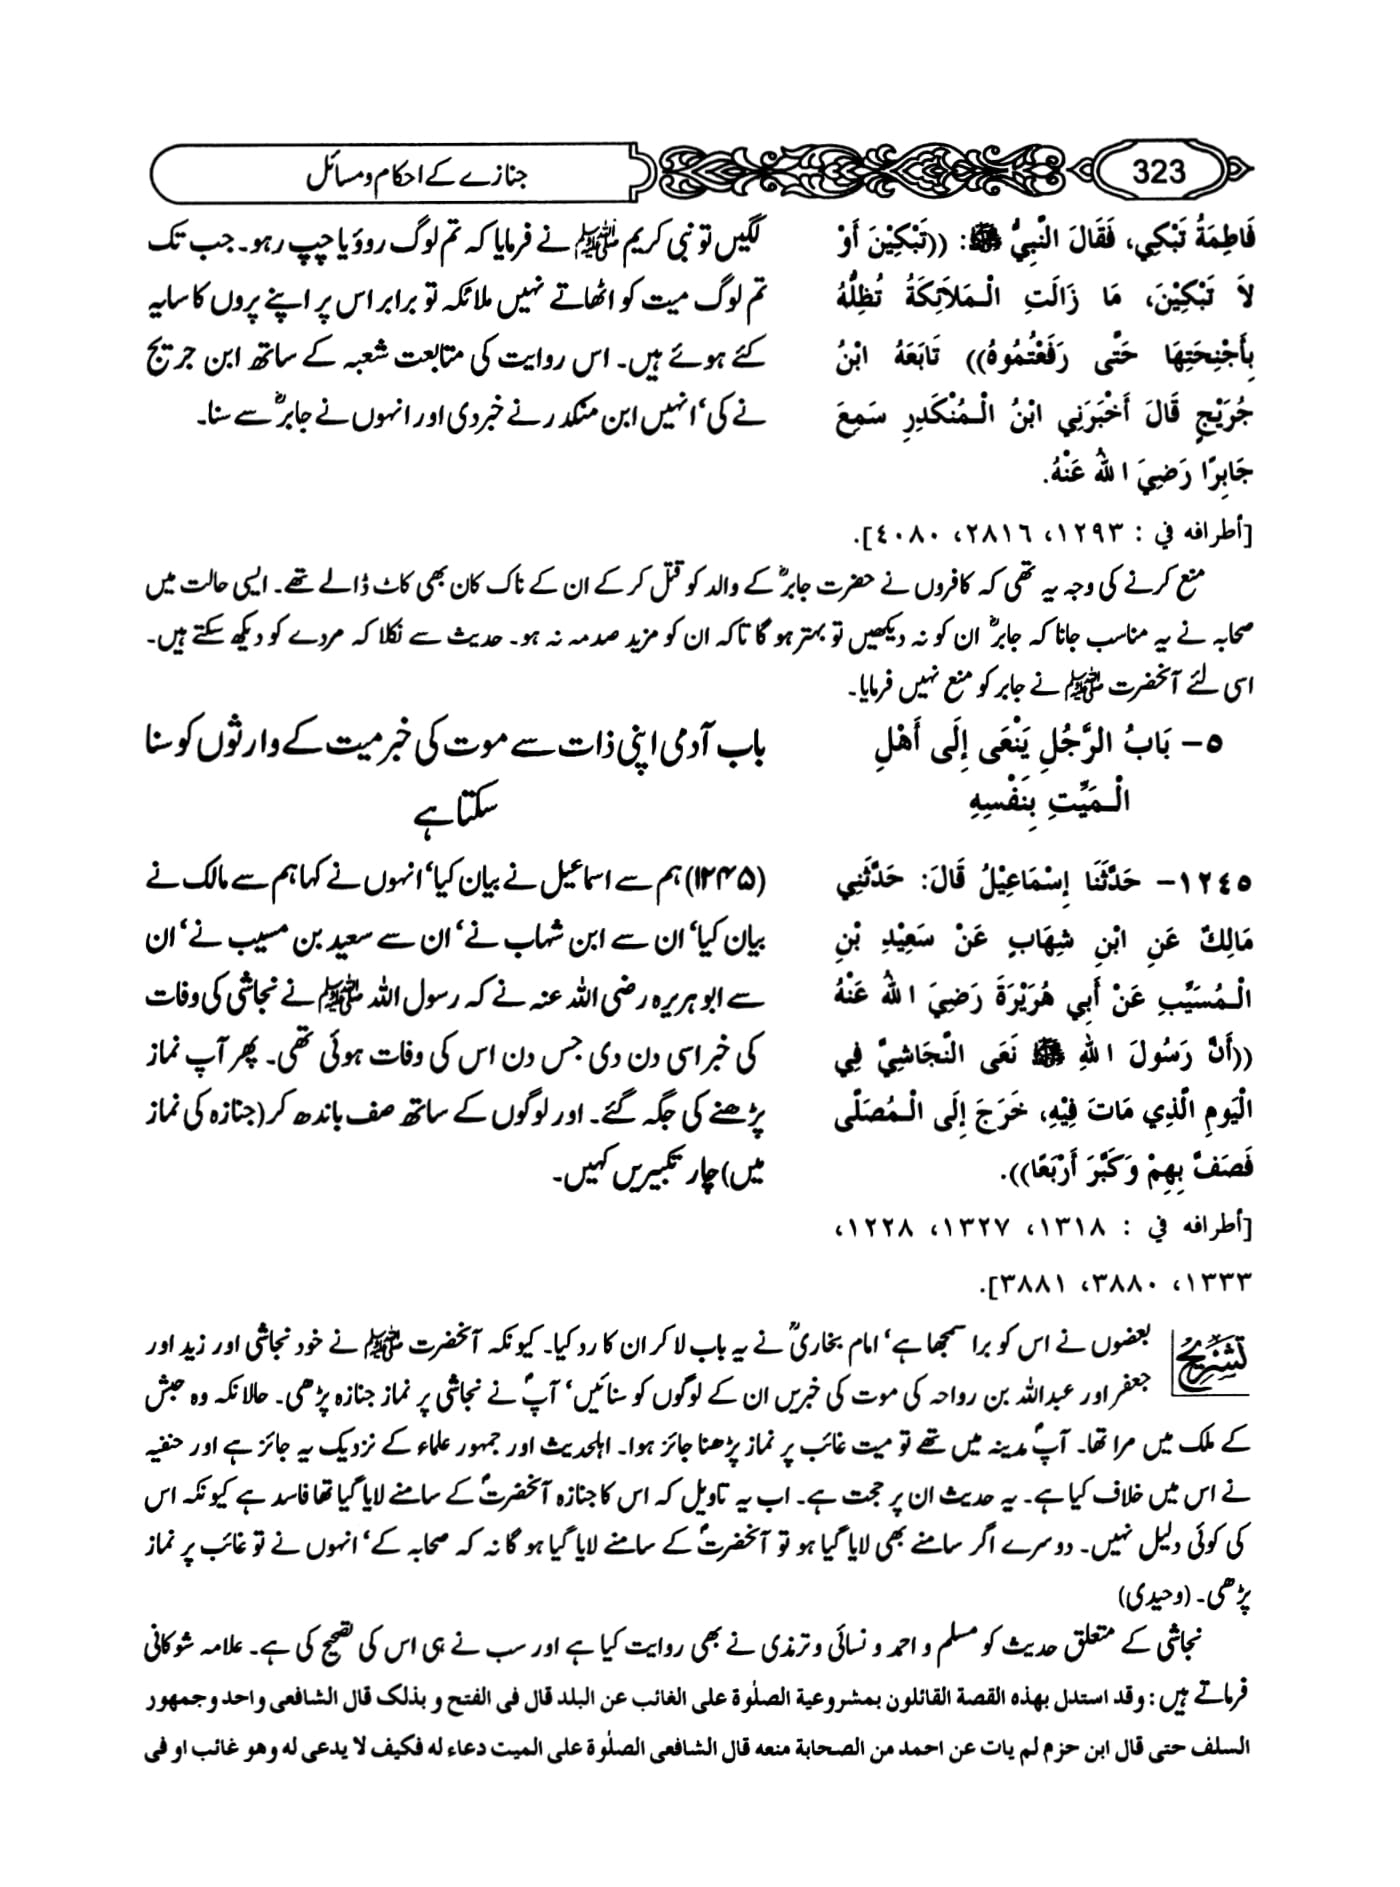 323
جنازے کے احکام و مسائل
فَاطِمَةُ تَبْكِي، فَقَالَ النَّبِيُّ ﷺ: ((تَبْكِيْنَ أَوْ
لاَ تَبْكِيْنَ، مَا زَالَتِ الْـمَلاَئِكَةُ تُظِلُّهُ
بِأَجْنِحَتِهَا حَتَّى رَفَعْتُمُوهُ)) تَابَعَهُ ابْنُ
جُرَيْجٍ قَالَ أَخْبَرَنِي ابْنُ الْـمُنْكَدِرِ سَمِعَ
جَابِرًا رَضِيَ اللهُ عَنْهُ.
[أطرافه في : ١٢٩٣، ٢٨١٦، ٤٠٨٠].
لگیں تو نبی کریم ﷺ نے فرمایا کہ تم لوگ روؤ یا چپ رہو۔ جب تک
تم لوگ میت کو اٹھاتے نہیں ملائکہ تو برابر اس پر اپنے پروں کا سایہ
کئے ہوئے ہیں۔ اس روایت کی متابعت شعبہ کے ساتھ ابن جریج
نے کی‘ انہیں ابن منکدر نے خبر دی اور انہوں نے جابرؓ سے سنا۔
منع کرنے کی وجہ یہ تھی کہ کافروں نے حضرت جابرؓ کے والد کو قتل کر کے ان کے ناک کان بھی کاٹ ڈالے تھے۔ ایسی حالت میں
صحابہ نے یہ مناسب جانا کہ جابرؓ ان کو نہ دیکھیں تو بہتر ہو گا تاکہ ان کو مزید صدمہ نہ ہو۔ حدیث سے نکلا کہ مردے کو دیکھ سکتے ہیں۔
اسی لئے آنحضرت ﷺ نے جابر کو منع نہیں فرمایا۔
٥- بَابُ الرَّجُلِ يَنْعَى إِلَى أَهْلِ
الْـمَيِّتِ بِنَفْسِهِ
باب آدمی اپنی ذات سے موت کی خبر میت کے وارثوں کو سنا
سکتا ہے
١٢٤٥- حَدَّثَنَا إِسْمَاعِيْلُ قَالَ: حَدَّثَنِي
مَالِكٌ عَنِ ابْنِ شِهَابٍ عَنْ سَعِيْدِ بْنِ
الْـمُسَيَّبِ عَنْ أَبِي هُرَيْرَةَ رَضِيَ اللهُ عَنْهُ
((أَنَّ رَسُولَ اللهِ ﷺ نَعَى النَّجَاشِيَّ فِي
الْيَومِ الَّذِي مَاتَ فِيْهِ، خَرَجَ إِلَى الْـمُصَلَّى
فَصَفَّ بِهِمْ وَكَبَّرَ أَرْبَعًا)).
[أطرافه في : ١٣١٨، ١٣٢٧، ١٢٢٨،
١٣٣٣، ٣٨٨٠، ٣٨٨١].
(۱۲۴۵) ہم سے اسماعیل نے بیان کیا‘ انہوں نے کہا ہم سے مالک نے
بیان کیا‘ ان سے ابن شہاب نے‘ ان سے سعید بن مسیب نے‘ ان
سے ابو ہریرہ رضی اللہ عنہ نے کہ رسول اللہ ﷺ نے نجاشی کی وفات
کی خبر اسی دن دی جس دن اس کی وفات ہوئی تھی۔ پھر آپ نماز
پڑھنے کی جگہ گئے۔ اور لوگوں کے ساتھ صف باندھ کر (جنازہ کی نماز
میں) چار تکبیریں کہیں۔
تشریح
بعضوں نے اس کو برا سمجھا ہے‘ امام بخاریؒ نے یہ باب لا کر ان کا رد کیا۔ کیونکہ آنحضرت ﷺ نے خود نجاشی اور زید اور
جعفر اور عبداللہ بن رواحہ کی موت کی خبریں ان کے لوگوں کو سنائیں‘ آپؐ نے نجاشی پر نماز جنازہ پڑھی۔ حالانکہ وہ حبش
کے ملک میں مرا تھا۔ آپؐ مدینہ میں تھے تو میت غائب پر نماز پڑھنا جائز ہوا۔ اہلحدیث اور جمہور علماء کے نزدیک یہ جائز ہے اور حنفیہ
نے اس میں خلاف کیا ہے۔ یہ حدیث ان پر حجت ہے۔ اب یہ تاویل کہ اس کا جنازہ آنحضرتؐ کے سامنے لایا گیا تھا فاسد ہے کیونکہ اس
کی کوئی دلیل نہیں۔ دوسرے اگر سامنے بھی لایا گیا ہو تو آنحضرتؐ کے سامنے لایا گیا ہو گا نہ کہ صحابہ کے‘ انہوں نے تو غائب پر نماز
پڑھی۔ (وحیدی)
نجاشی کے متعلق حدیث کو مسلم و احمد و نسائی و ترمذی نے بھی روایت کیا ہے اور سب نے ہی اس کی تصحیح کی ہے۔ علامہ شوکانی
فرماتے ہیں: وقد استدل بهذه القصة القائلون بمشروعية الصلٰوة على الغائب عن البلد قال فى الفتح و بذلك قال الشافعى واحد وجمهور
السلف حتى قال ابن حزم لم يات عن احمد من الصحابة منعه قال الشافعى الصلٰوة على الميت دعاء له فكيف لا يدعى له وهو غائب او فى